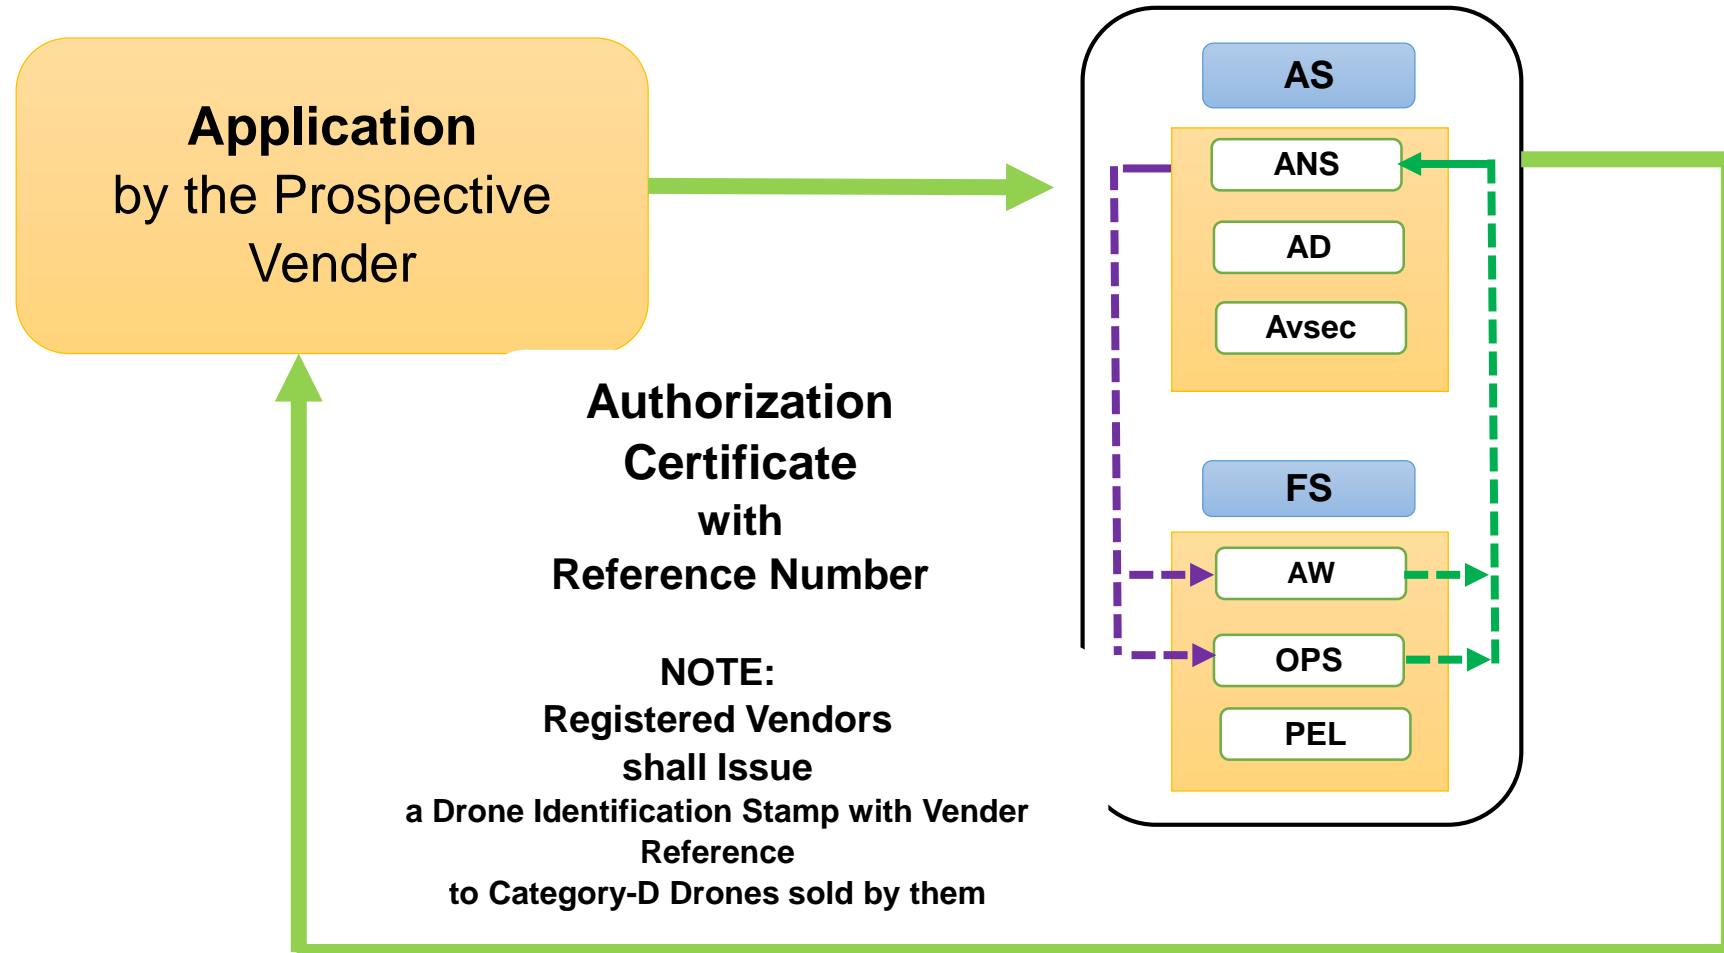 Application
by the Prospective
Vender
AS
ANS
AD
Avsec
FS
AW
OPS
PEL
Authorization
Certificate
with
Reference Number
NOTE:
Registered Vendors
shall Issue
a Drone Identification Stamp with Vender
Reference
to Category-D Drones sold by them